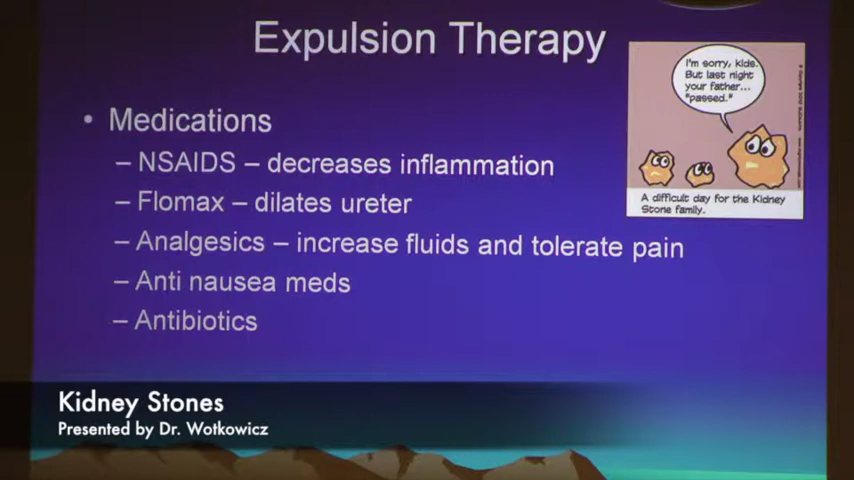 Expulsion Therapy
• Medications
– NSAIDS – decreases inflammation
– Flomax – dilates ureter
– Analgesics – increase fluids and tolerate pain
– Anti nausea meds
– Antibiotics
I'm sorry, kids.
But last night
your father...
"passed."
A difficult day for the Kidney
Stone family.
Kidney Stones
Presented by Dr. Wotkowicz